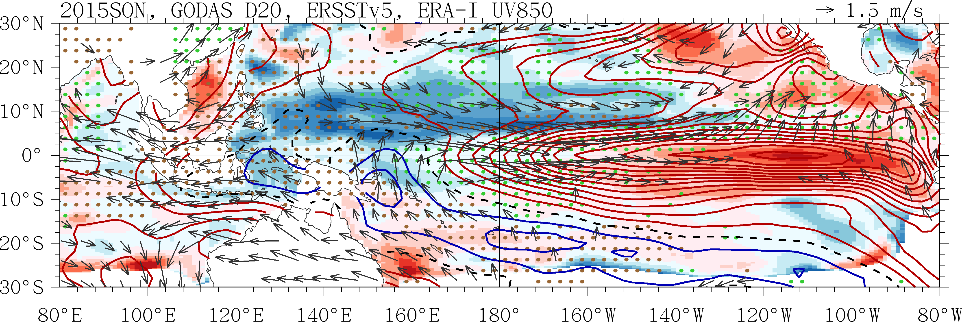 2015SON, GODAS D20, ERSSTv5, ERA-I UV850 1.5 m/s
30°N
20°N
10°N
0°
10°S
20°S
30°S
80°E 100°E 120°E 140°E 160°E 180° 160°W 140°W 120°W 100°W 80°W